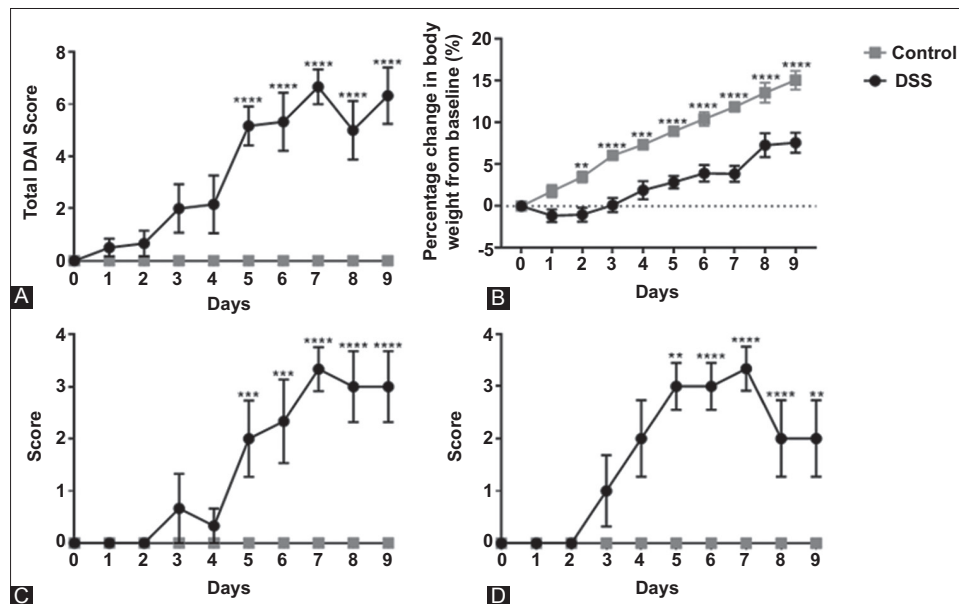 8
6
4
2
0
Total DAI Score
**** **** **** **** ****
0 1 2 3 4 5 6 7 8 9
Days
A
20
15
10
5
0
-5
Percentage change in body
weight from baseline (%)
** **** *** **** **** **** **** ****
0 1 2 3 4 5 6 7 8 9
Days
B
Control
DSS
4
3
2
1
0
Score
*** *** **** **** ****
0 1 2 3 4 5 6 7 8 9
Days
C
4
3
2
1
0
Score
** **** **** **** **
0 1 2 3 4 5 6 7 8 9
Days
D